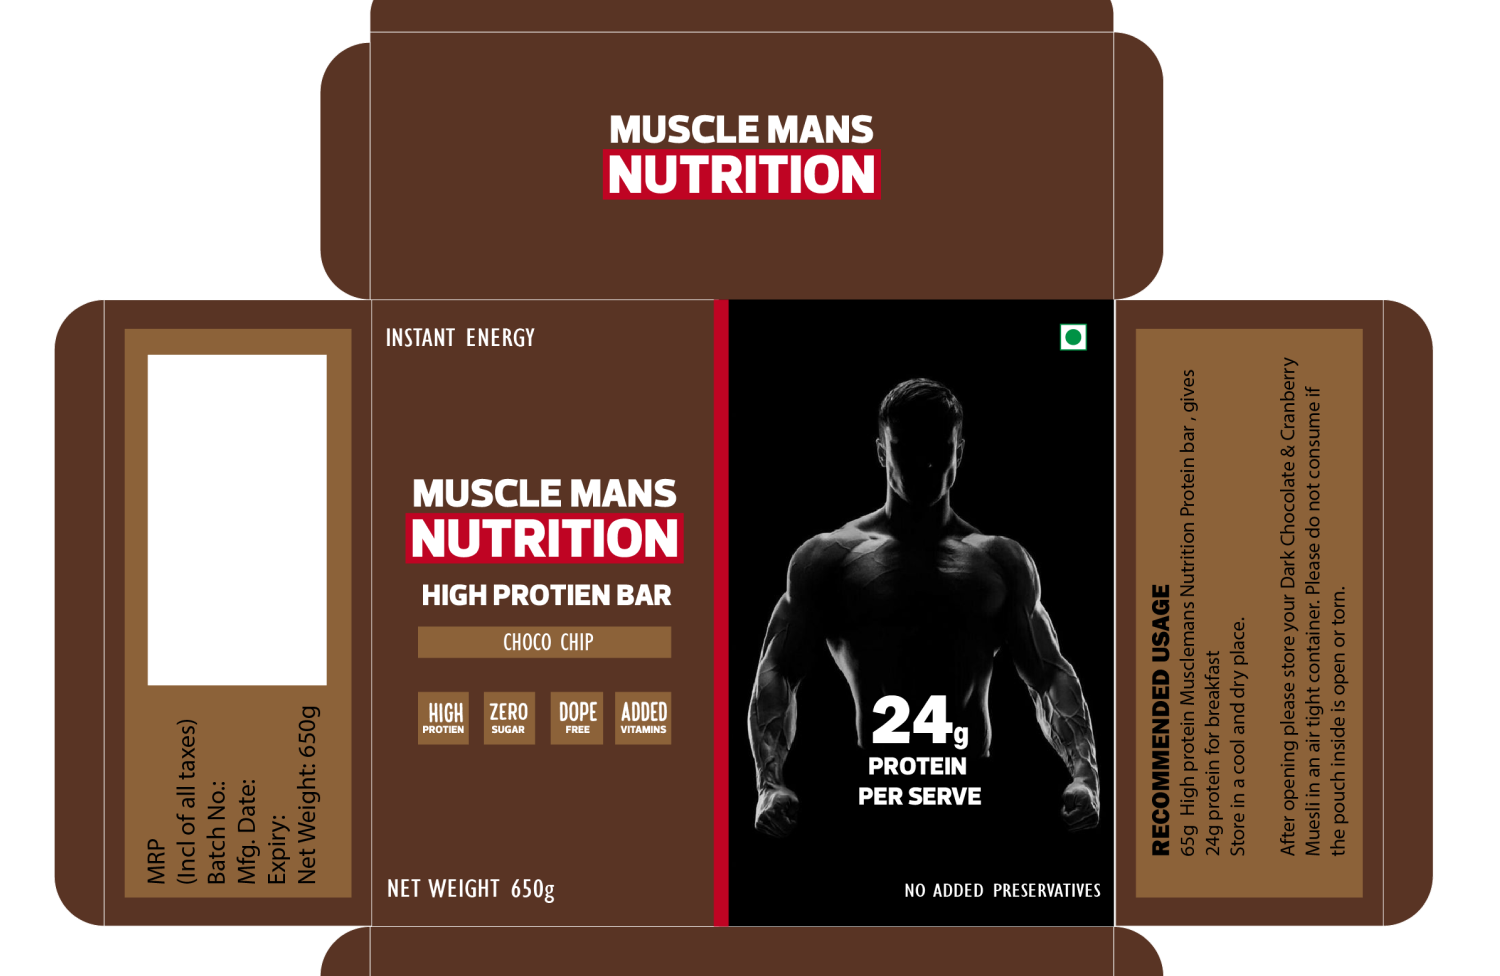 MUSCLE MANS
NUTRITION
INSTANT ENERGY
MUSCLE MANS
NUTRITION
HIGH PROTIEN BAR
CHOCO CHIP
HIGH
PROTIEN
ZERO
SUGAR
DOPE
FREE
ADDED
VITAMINS
NET WEIGHT 650g
24g
PROTEIN
PER SERVE
NO ADDED PRESERVATIVES
MRP
(Incl of all taxes)
Batch No.:
Mfg. Date:
Expiry:
Net Weight: 650g
RECOMMENDED USAGE
65g High protein Musclemans Nutrition Protein bar , gives
24g protein for breakfast
Store in a cool and dry place.
After opening please store your Dark Chocolate & Cranberry
Muesli in an air tight container. Please do not consume if
the pouch inside is open or torn.